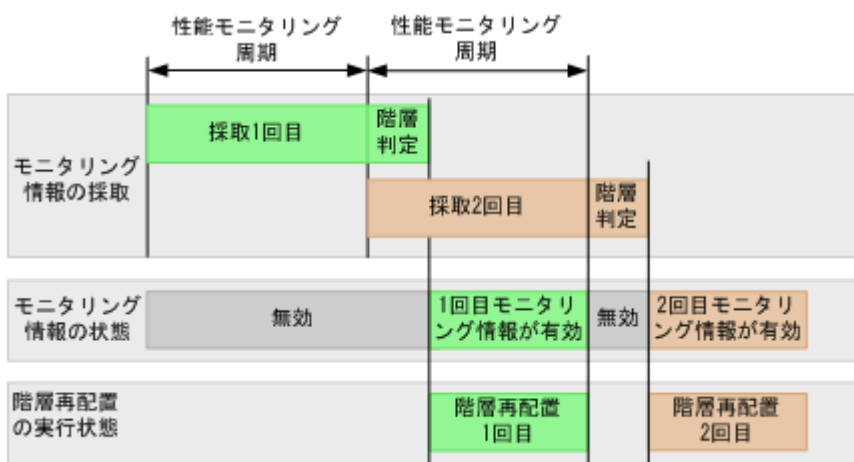 性能モニタリング
周期
性能モニタリング
周期
モニタリング
情報の採取
採取1回目
階層
判定
採取2回目
階層
判定
モニタリング
情報の状態
無効
1回目モニタリ
ング情報が有効
無効
2回目モニタリ
ング情報が有効
階層再配置
の実行状態
階層再配置
1回目
階層再配置
2回目